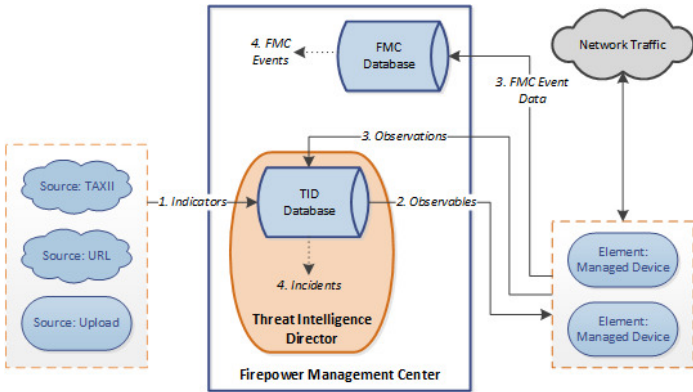 4. FMC
Events
FMC
Database
Network Traffic
3. FMC Event
Data
3. Observations
Source: TAXII
1. Indicators
TID
Database
2. Observables
Source: URL
Element:
Managed Device
4. Incidents
Source: Upload
Threat Intelligence
Director
Element:
Managed Device
Firepower Management Center